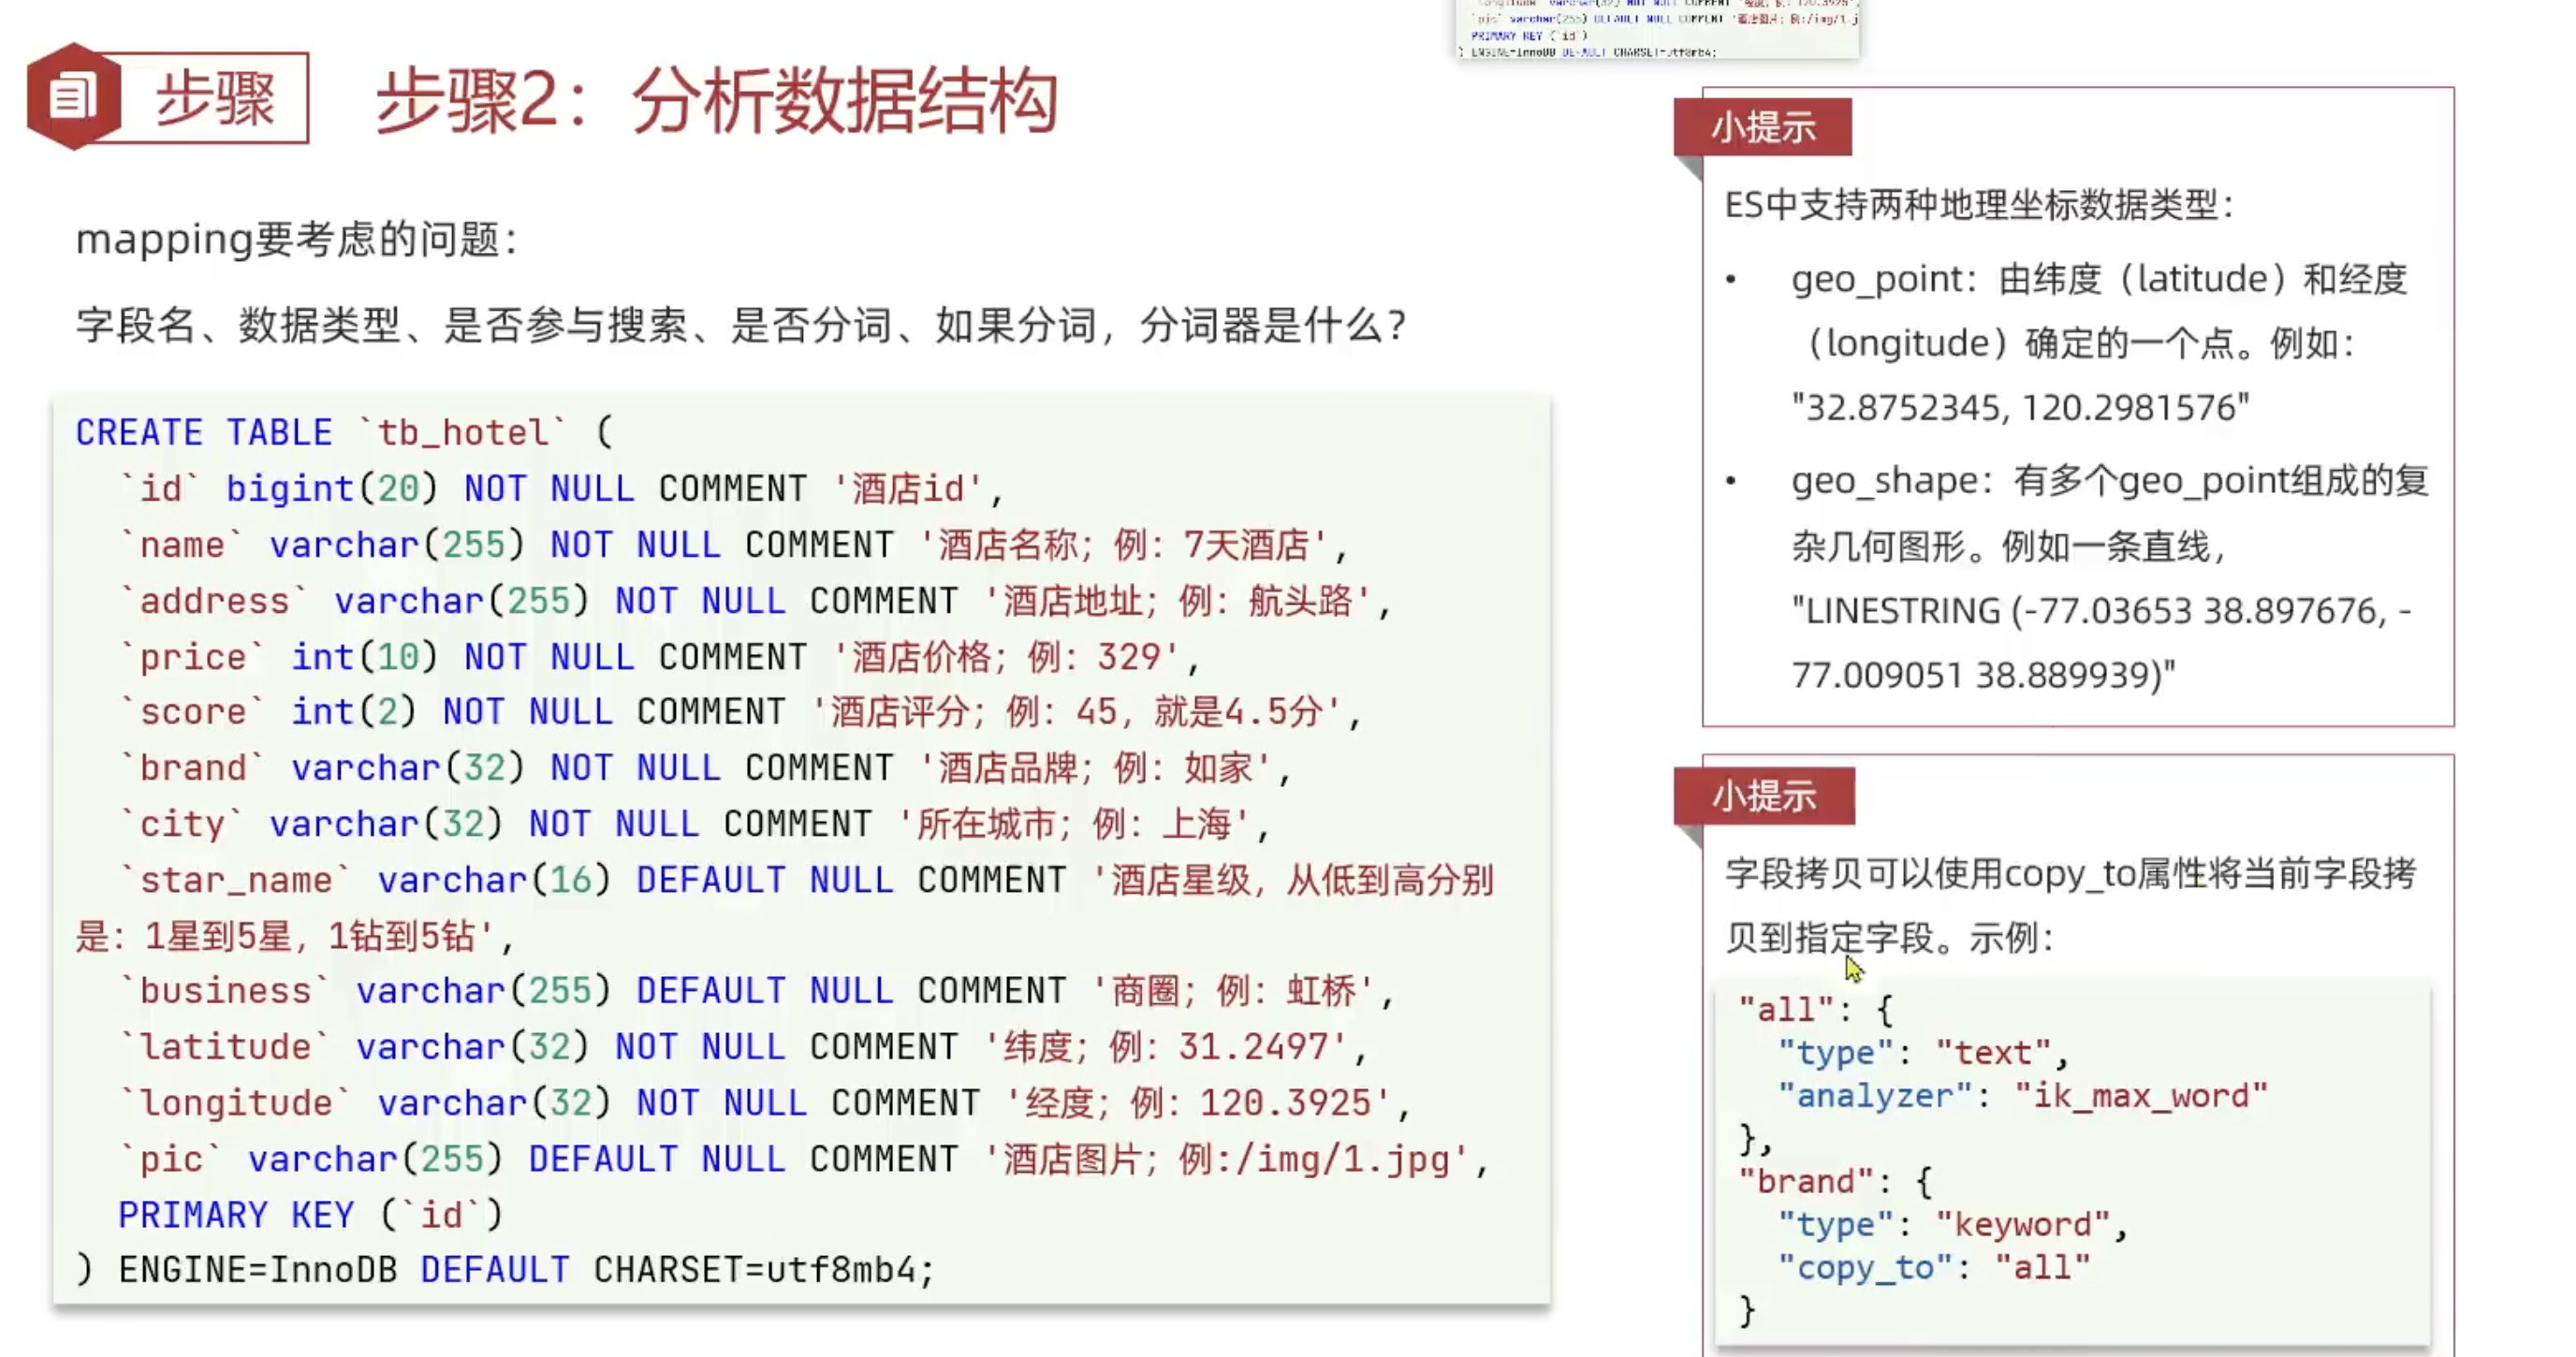 PRIMARY KEY (`id`)
) ENGINE=InnoDB DEFAULT CHARSET=utf8mb4;
步骤
步骤2：分析数据结构
mapping要考虑的问题：
字段名、数据类型、是否参与搜索、是否分词、如果分词，分词器是什么？
CREATE TABLE `tb_hotel` (
`id` bigint(20) NOT NULL COMMENT '酒店id',
`name` varchar(255) NOT NULL COMMENT '酒店名称；例：7天酒店',
`address` varchar(255) NOT NULL COMMENT '酒店地址；例：航头路',
`price` int(10) NOT NULL COMMENT '酒店价格；例：329',
`score` int(2) NOT NULL COMMENT '酒店评分；例：45，就是4.5分',
`brand` varchar(32) NOT NULL COMMENT '酒店品牌；例：如家',
`city` varchar(32) NOT NULL COMMENT '所在城市；例：上海',
`star_name` varchar(16) DEFAULT NULL COMMENT '酒店星级，从低到高分别
是：1星到5星，1钻到5钻',
`business` varchar(255) DEFAULT NULL COMMENT '商圈；例：虹桥',
`latitude` varchar(32) NOT NULL COMMENT '纬度；例：31.2497',
`longitude` varchar(32) NOT NULL COMMENT '经度；例：120.3925',
`pic` varchar(255) DEFAULT NULL COMMENT '酒店图片；例:/img/1.jpg',
PRIMARY KEY (`id`)
) ENGINE=InnoDB DEFAULT CHARSET=utf8mb4;
小提示
ES中支持两种地理坐标数据类型：
• geo_point：由纬度（latitude）和经度
（longitude）确定的一个点。例如：
"32.8752345, 120.2981576"
• geo_shape：有多个geo_point组成的复
杂几何图形。例如一条直线，
"LINESTRING (-77.03653 38.897676, -
77.009051 38.889939)"
小提示
字段拷贝可以使用copy_to属性将当前字段拷
贝到指定字段。示例：
"all": {
"type": "text",
"analyzer": "ik_max_word"
},
"brand": {
"type": "keyword",
"copy_to": "all"
}